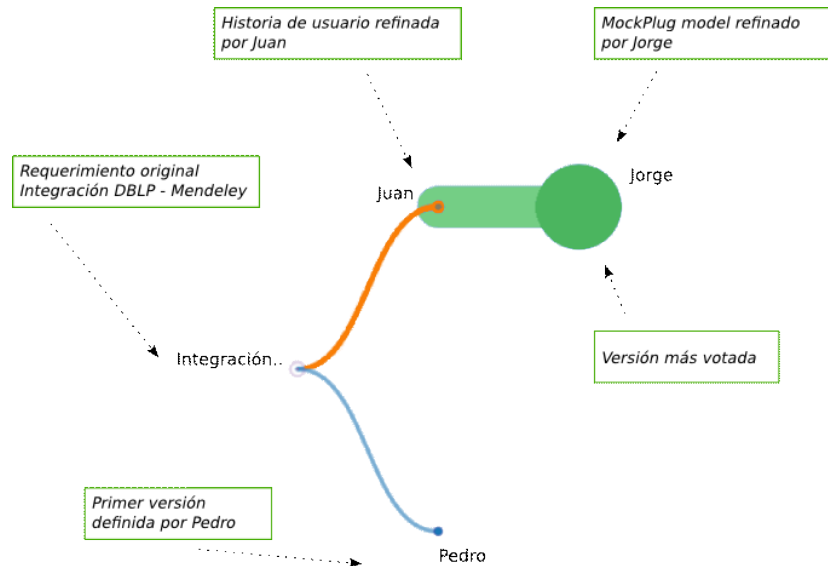 Historia de usuario refinada
por Juan
MockPlug model refinado
por Jorge
Requerimiento original
Integración DBLP - Mendeley
Juan
Jorge
Integración..
Versión más votada
Primer versión
definida por Pedro
Pedro